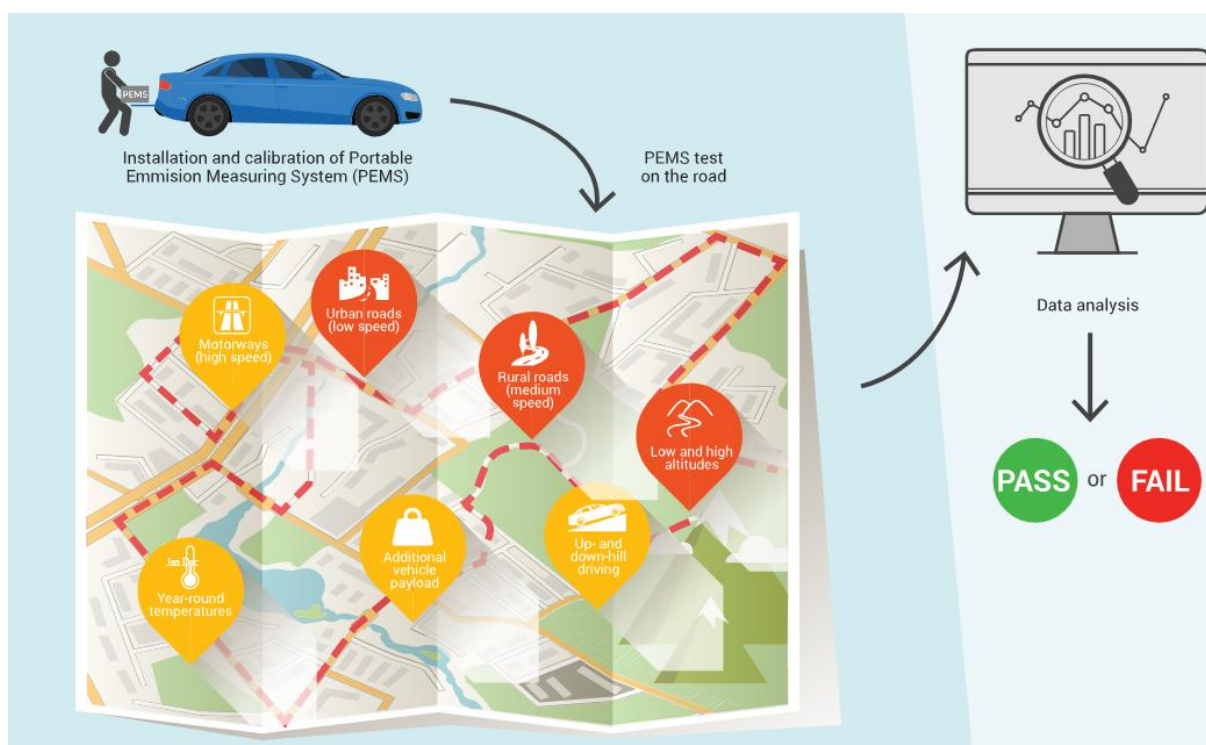 PEMS
Installation and calibration of Portable
Emmision Measuring System (PEMS)
PEMS test
on the road
Motorways
(high speed)
Urban roads
(low speed)
Rural roads
(medium
speed)
Low and high
altitudes
Jan Dec
Year-round
temperatures
Additional
vehicle
payload
Up- and
down-hill
driving
Data analysis
PASS or FAIL